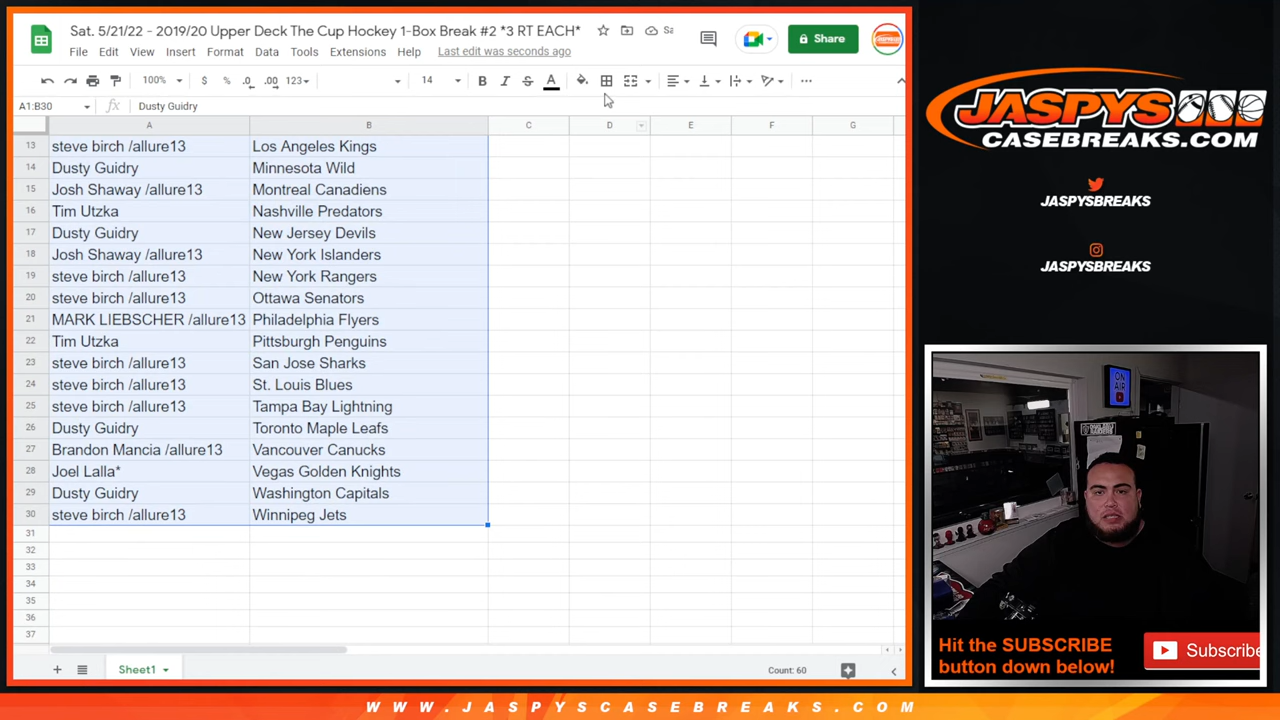 Sat. 5/21/22 - 2019/20 Upper Deck The Cup Hockey 1-Box Break #2 *3 RT EACH*
Sa
Share
File Edit View Insert Format Data Tools Extensions Help Last edit was seconds ago
100% $ % .0 .00 123 14 B I S A
A1:B30 fx Dusty Guidry
A B C D E F G
13 steve birch /allure13 Los Angeles Kings
14 Dusty Guidry Minnesota Wild
15 Josh Shaway /allure13 Montreal Canadiens
16 Tim Utzka Nashville Predators
17 Dusty Guidry New Jersey Devils
18 Josh Shaway /allure13 New York Islanders
19 steve birch /allure13 New York Rangers
20 steve birch /allure13 Ottawa Senators
21 MARK LIEBSCHER /allure13 Philadelphia Flyers
22 Tim Utzka Pittsburgh Penguins
23 steve birch /allure13 San Jose Sharks
24 steve birch /allure13 St. Louis Blues
25 steve birch /allure13 Tampa Bay Lightning
26 Dusty Guidry Toronto Maple Leafs
27 Brandon Mancia /allure13 Vancouver Canucks
28 Joel Lalla* Vegas Golden Knights
29 Dusty Guidry Washington Capitals
30 steve birch /allure13 Winnipeg Jets
31
32
33
34
35
36
37
Sheet1
Count: 60
JASPYS
CASEBREAKS.COM
JASPYSBREAKS
JASPYSBREAKS
ON
AIR
Hit the SUBSCRIBE
button down below!
Subscribe
WWW.JASPYSCASEBREAKS.COM